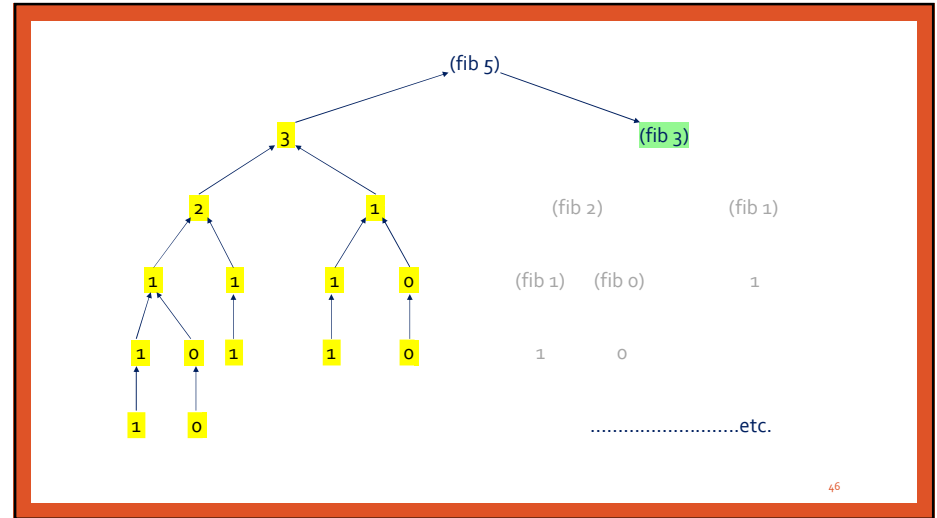 (fib 5)
3 (fib 3)
2 1 (fib 2) (fib 1)
1 1 1 0 (fib 1) (fib 0) 1
1 0 1 1 0 1 0
1 0 ...........................etc.
46